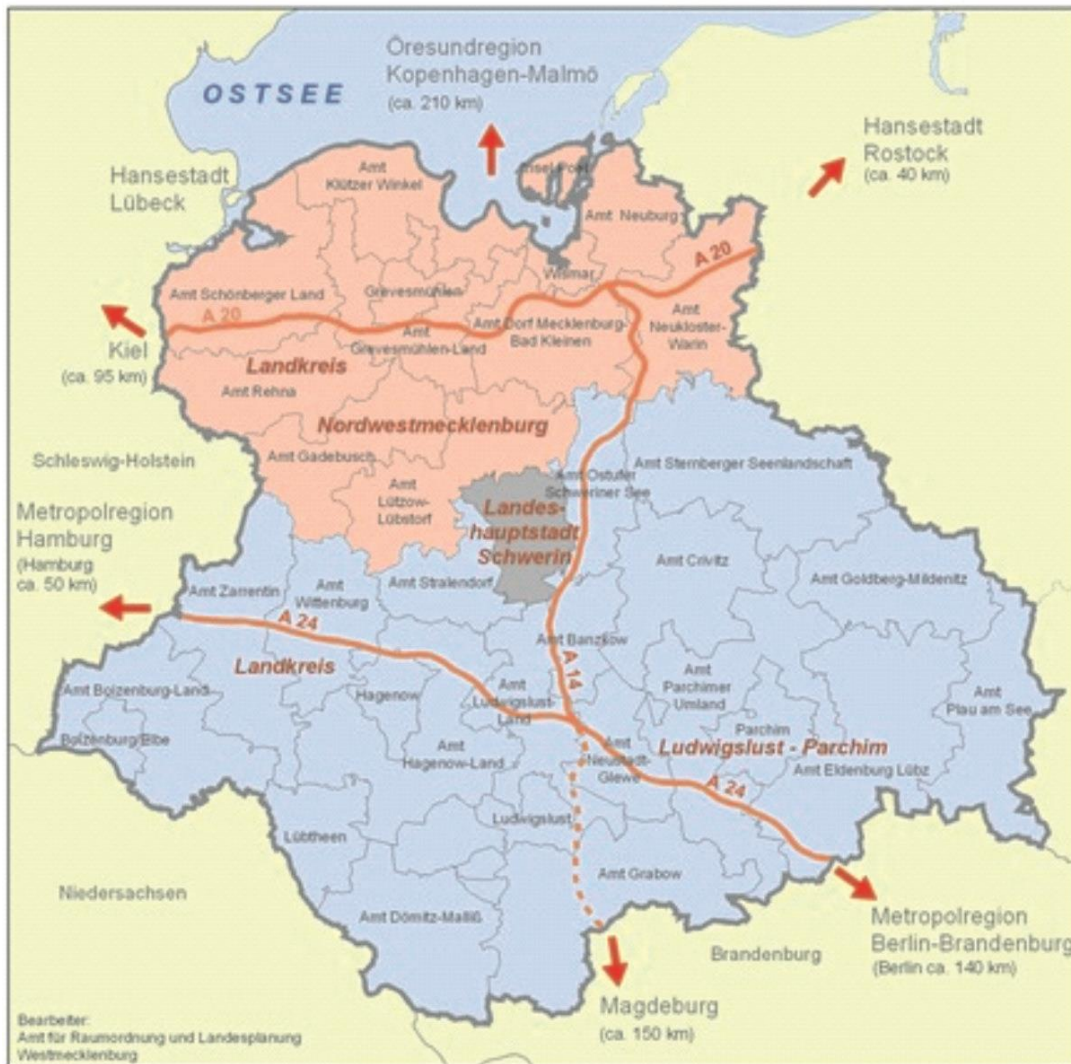 Öresundregion
Kopenhagen-Malmö
(ca. 210 km)
OSTSEE
Hansestadt
Rostock
(ca. 40 km)
Hansestadt
Lübeck
Amt
Klützer Winkel
Insel Poel
Amt Neuburg
Wismar
A 20
Amt Schönberger Land
Grevesmühlen
A 20
Amt
Grevesmühlen-Land
Amt Dorf Mecklenburg-
Bad Kleinen
Amt
Neukloster-
Warin
Kiel
(ca. 95 km)
Landkreis
Nordwestmecklenburg
Amt Rehna
Amt Gadebusch
Amt
Lützow-
Lübstorf
Schleswig-Holstein
Amt Ostufer
Schweriner See
Amt Sternberger Seenlandschaft
Landes-
hauptstadt
Schwerin
Metropolregion
Hamburg
(Hamburg
ca. 50 km)
Amt Zarrentin
Amt
Wittenburg
Amt Stralendorf
Amt Crivitz
Amt Goldberg-Mildenitz
A 24
Amt Banzkow
A 14
Landkreis
Amt Boizenburg-Land
Boizenburg/Elbe
Hagenow
Amt
Ludwigslust-
Land
Amt
Parchimer
Umland
Parchim
Amt
Plau am See
Amt
Hagenow-Land
Amt
Neustadt-
Glewe
Ludwigslust - Parchim
Amt Eldenburg Lübz
A 24
Ludwigslust
Lübtheen
Amt Grabow
Niedersachsen
Amt Dömitz-Malliß
Brandenburg
Metropolregion
Berlin-Brandenburg
(Berlin ca. 140 km)
Magdeburg
(ca. 150 km)
Bearbeiter:
Amt für Raumordnung und Landesplanung
Westmecklenburg